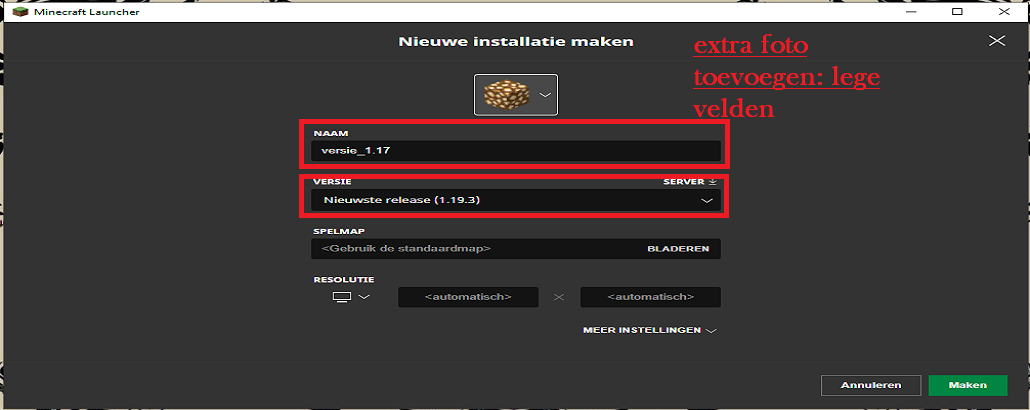 Minecraft Launcher
Nieuwe installatie maken
extra foto
toevoegen: lege
velden
NAAM
versie_1.17
VERSIE SERVER
Nieuwste release (1.19.3)
SPELMAP
<Gebruik de standaardmap> BLADEREN
RESOLUTIE
<automatisch> × <automatisch>
MEER INSTELLINGEN
Annuleren Maken